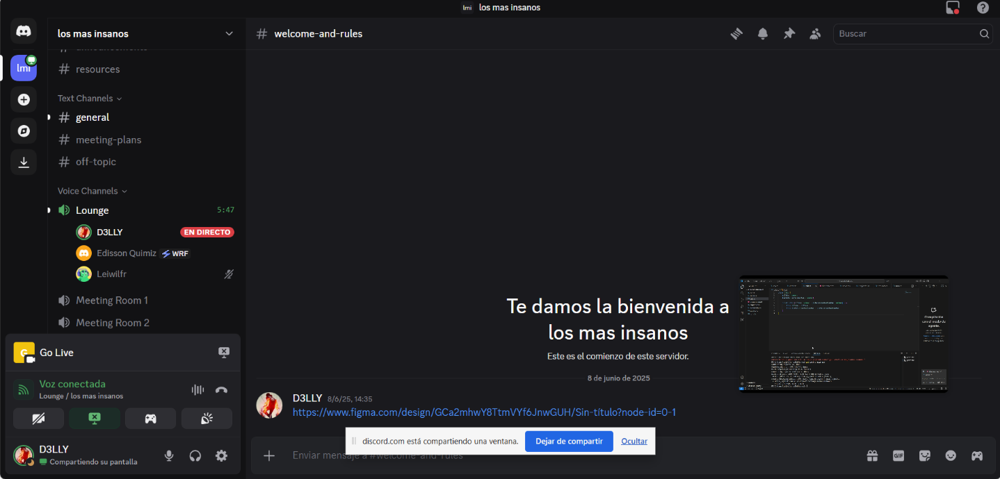 lmi los mas insanos
los mas insanos
lmi
announcements
resources
Text Channels
general
meeting-plans
off-topic
Voice Channels
Lounge 5:47
D3LLY EN DIRECTO
Edisson Quimiz WRF
Leiwilfr
Meeting Room 1
Meeting Room 2
G Go Live
Voz conectada
Lounge / los mas insanos
D3LLY
Compartiendo su pantalla
# welcome-and-rules
Buscar
Te damos la bienvenida a
los mas insanos
Este es el comienzo de este servidor.
8 de junio de 2025
D3LLY 8/6/25, 14:35
https://www.figma.com/design/GCa2mhwY8TtmVYf6JnwGUH/Sin-título?node-id=0-1
discord.com está compartiendo una ventana. Dejar de compartir Ocultar
Enviar mensaje a #welcome-and-rules
GIF